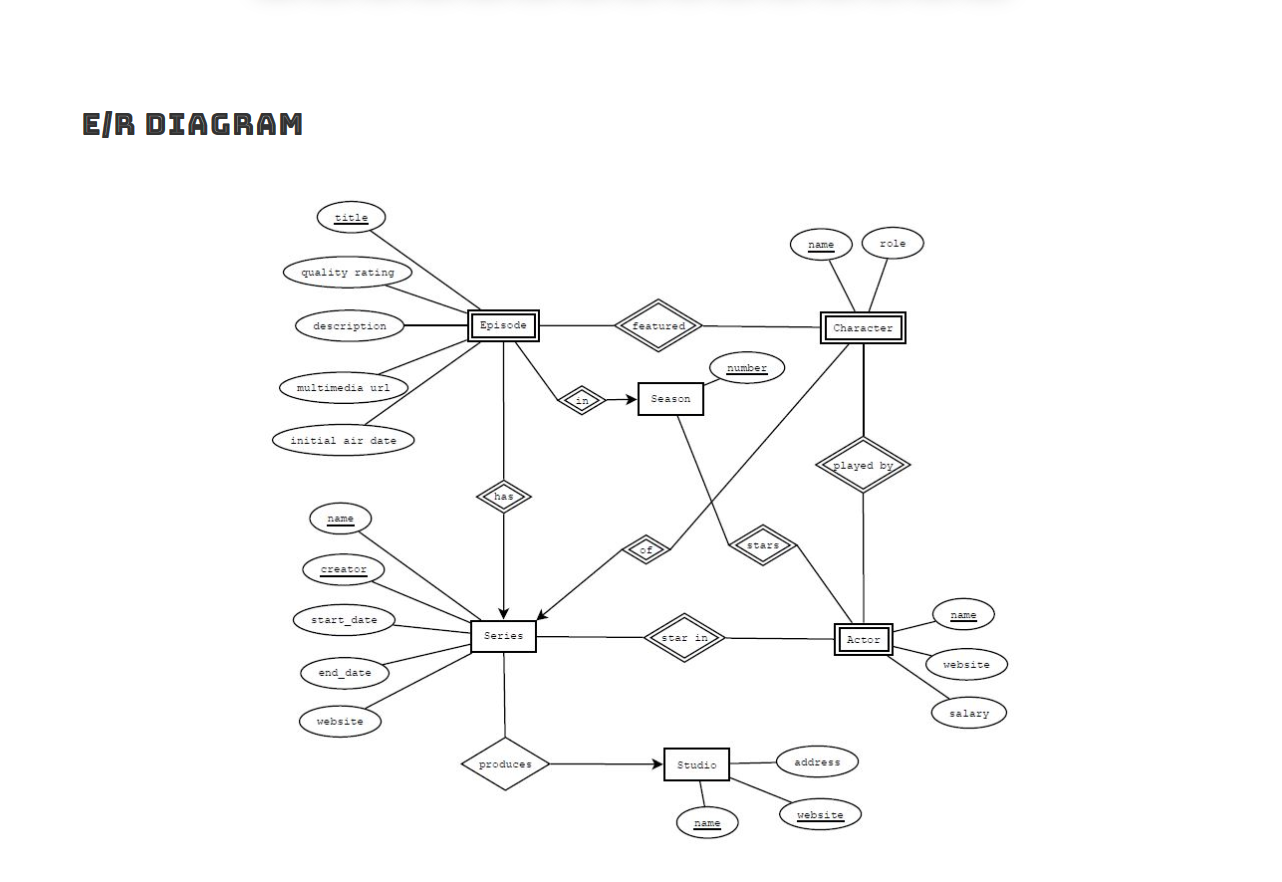 E/R DIAGRAM
title
name
role
quality rating
description
Episode
featured
Character
number
multimedia url
in
Season
initial air date
played by
has
name
of
stars
creator
start_date
name
Series
star in
Actor
website
end_date
salary
website
produces
Studio
address
name
website